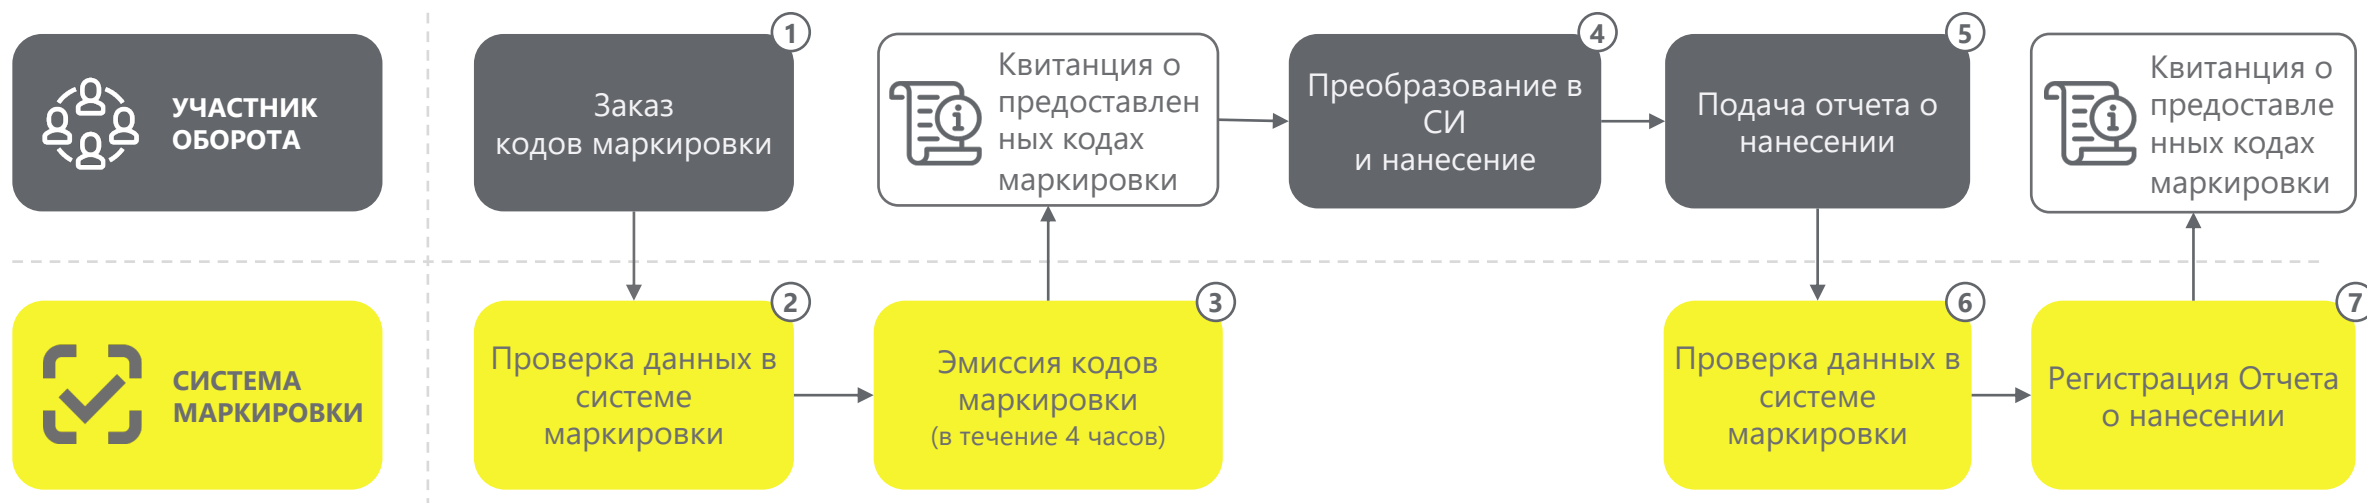 УЧАСТНИК
ОБОРОТА
1
Заказ
кодов маркировки
Квитанция о
предоставлен
ных кодах
маркировки
4
Преобразование в
СИ
и нанесение
5
Подача отчета о
нанесении
Квитанция о
предоставле
нных кодах
маркировки
СИСТЕМА
МАРКИРОВКИ
2
Проверка данных в
системе
маркировки
3
Эмиссия кодов
маркировки
(в течение 4 часов)
6
Проверка данных в
системе
маркировки
7
Регистрация Отчета
о нанесении